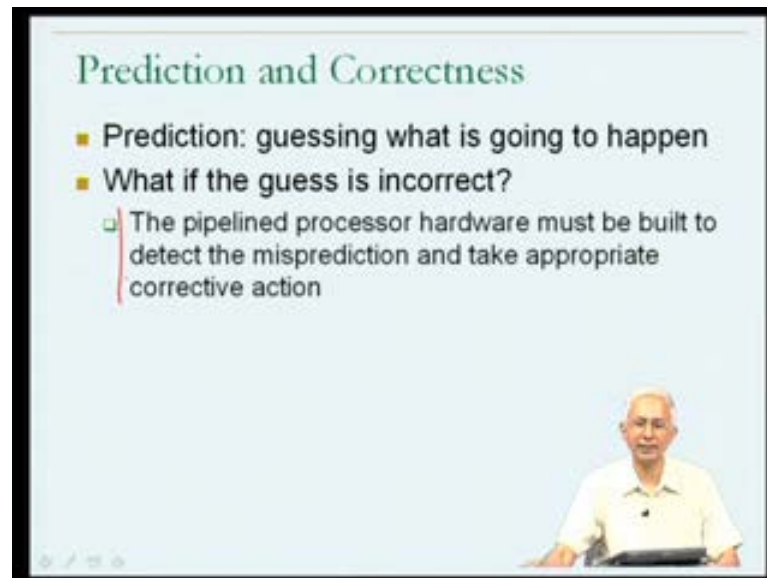 Prediction and Correctness
Prediction: guessing what is going to happen
What if the guess is incorrect?
The pipelined processor hardware must be built to
detect the misprediction and take appropriate
corrective action